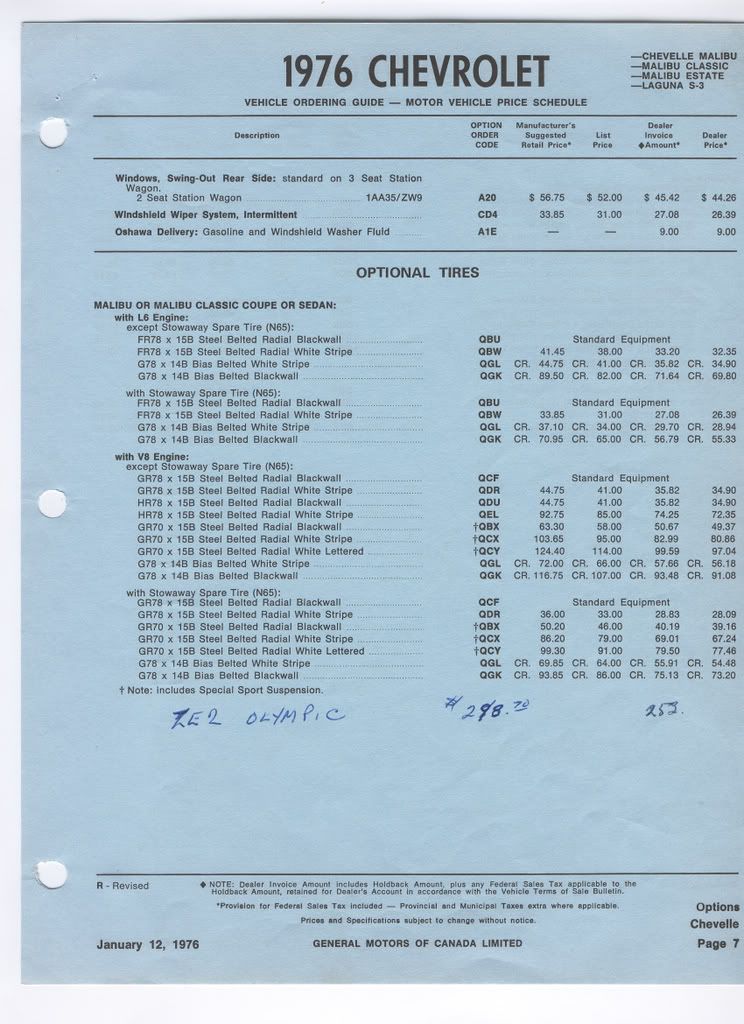 1976 CHEVROLET
—CHEVELLE MALIBU
—MALIBU CLASSIC
—MALIBU ESTATE
—LAGUNA S-3
VEHICLE ORDERING GUIDE — MOTOR VEHICLE PRICE SCHEDULE
Description OPTION ORDER CODE Manufacturer's Suggested Retail Price* List Price Dealer Invoice ◆Amount* Dealer Price*
Windows, Swing-Out Rear Side: standard on 3 Seat Station
Wagon.
2 Seat Station Wagon 1AA35/ZW9 A20 $ 56.75 $ 52.00 $ 45.42 $ 44.26
Windshield Wiper System, Intermittent CD4 33.85 31.00 27.08 26.39
Oshawa Delivery: Gasoline and Windshield Washer Fluid A1E — — 9.00 9.00
OPTIONAL TIRES
MALIBU OR MALIBU CLASSIC COUPE OR SEDAN:
with L6 Engine:
except Stowaway Spare Tire (N65):
FR78 x 15B Steel Belted Radial Blackwall QBU Standard Equipment
FR78 x 15B Steel Belted Radial White Stripe QBW 41.45 38.00 33.20 32.35
G78 x 14B Bias Belted White Stripe QGL CR. 44.75 CR. 41.00 CR. 35.82 CR. 34.90
G78 x 14B Bias Belted Blackwall QGK CR. 89.50 CR. 82.00 CR. 71.64 CR. 69.80
with Stowaway Spare Tire (N65):
FR78 x 15B Steel Belted Radial Blackwall QBU Standard Equipment
FR78 x 15B Steel Belted Radial White Stripe QBW 33.85 31.00 27.08 26.39
G78 x 14B Bias Belted White Stripe QGL CR. 37.10 CR. 34.00 CR. 29.70 CR. 28.94
G78 x 14B Bias Belted Blackwall QGK CR. 70.95 CR. 65.00 CR. 56.79 CR. 55.33
with V8 Engine:
except Stowaway Spare Tire (N65):
GR78 x 15B Steel Belted Radial Blackwall QCF Standard Equipment
GR78 x 15B Steel Belted Radial White Stripe QDR 44.75 41.00 35.82 34.90
HR78 x 15B Steel Belted Radial Blackwall QDU 44.75 41.00 35.82 34.90
HR78 x 15B Steel Belted Radial White Stripe QEL 92.75 85.00 74.25 72.35
GR70 x 15B Steel Belted Radial Blackwall †QBX 63.30 58.00 50.67 49.37
GR70 x 15B Steel Belted Radial White Stripe †QCX 103.65 95.00 82.99 80.86
GR70 x 15B Steel Belted Radial White Lettered †QCY 124.40 114.00 99.59 97.04
G78 x 14B Bias Belted White Stripe QGL CR. 72.00 CR. 66.00 CR. 57.66 CR. 56.18
G78 x 14B Bias Belted Blackwall QGK CR. 116.75 CR. 107.00 CR. 93.48 CR. 91.08
with Stowaway Spare Tire (N65):
GR78 x 15B Steel Belted Radial Blackwall QCF Standard Equipment
GR78 x 15B Steel Belted Radial White Stripe QDR 36.00 33.00 28.83 28.09
GR70 x 15B Steel Belted Radial Blackwall †QBX 50.20 46.00 40.19 39.16
GR70 x 15B Steel Belted Radial White Stripe †QCX 86.20 79.00 69.01 67.24
GR70 x 15B Steel Belted Radial White Lettered †QCY 99.30 91.00 79.50 77.46
G78 x 14B Bias Belted White Stripe QGL CR. 69.85 CR. 64.00 CR. 55.91 CR. 54.48
G78 x 14B Bias Belted Blackwall QGK CR. 93.85 CR. 86.00 CR. 75.13 CR. 73.20
† Note: includes Special Sport Suspension.
ZE2 OLYMPIC 253.
R - Revised
◆ NOTE: Dealer Invoice Amount includes Holdback Amount, plus any Federal Sales Tax applicable to the
Holdback Amount, retained for Dealer's Account in accordance with the Vehicle Terms of Sale Bulletin.
*Provision for Federal Sales Tax included — Provincial and Municipal Taxes extra where applicable.
Prices and Specifications subject to change without notice.
Options
Chevelle
January 12, 1976 GENERAL MOTORS OF CANADA LIMITED Page 7